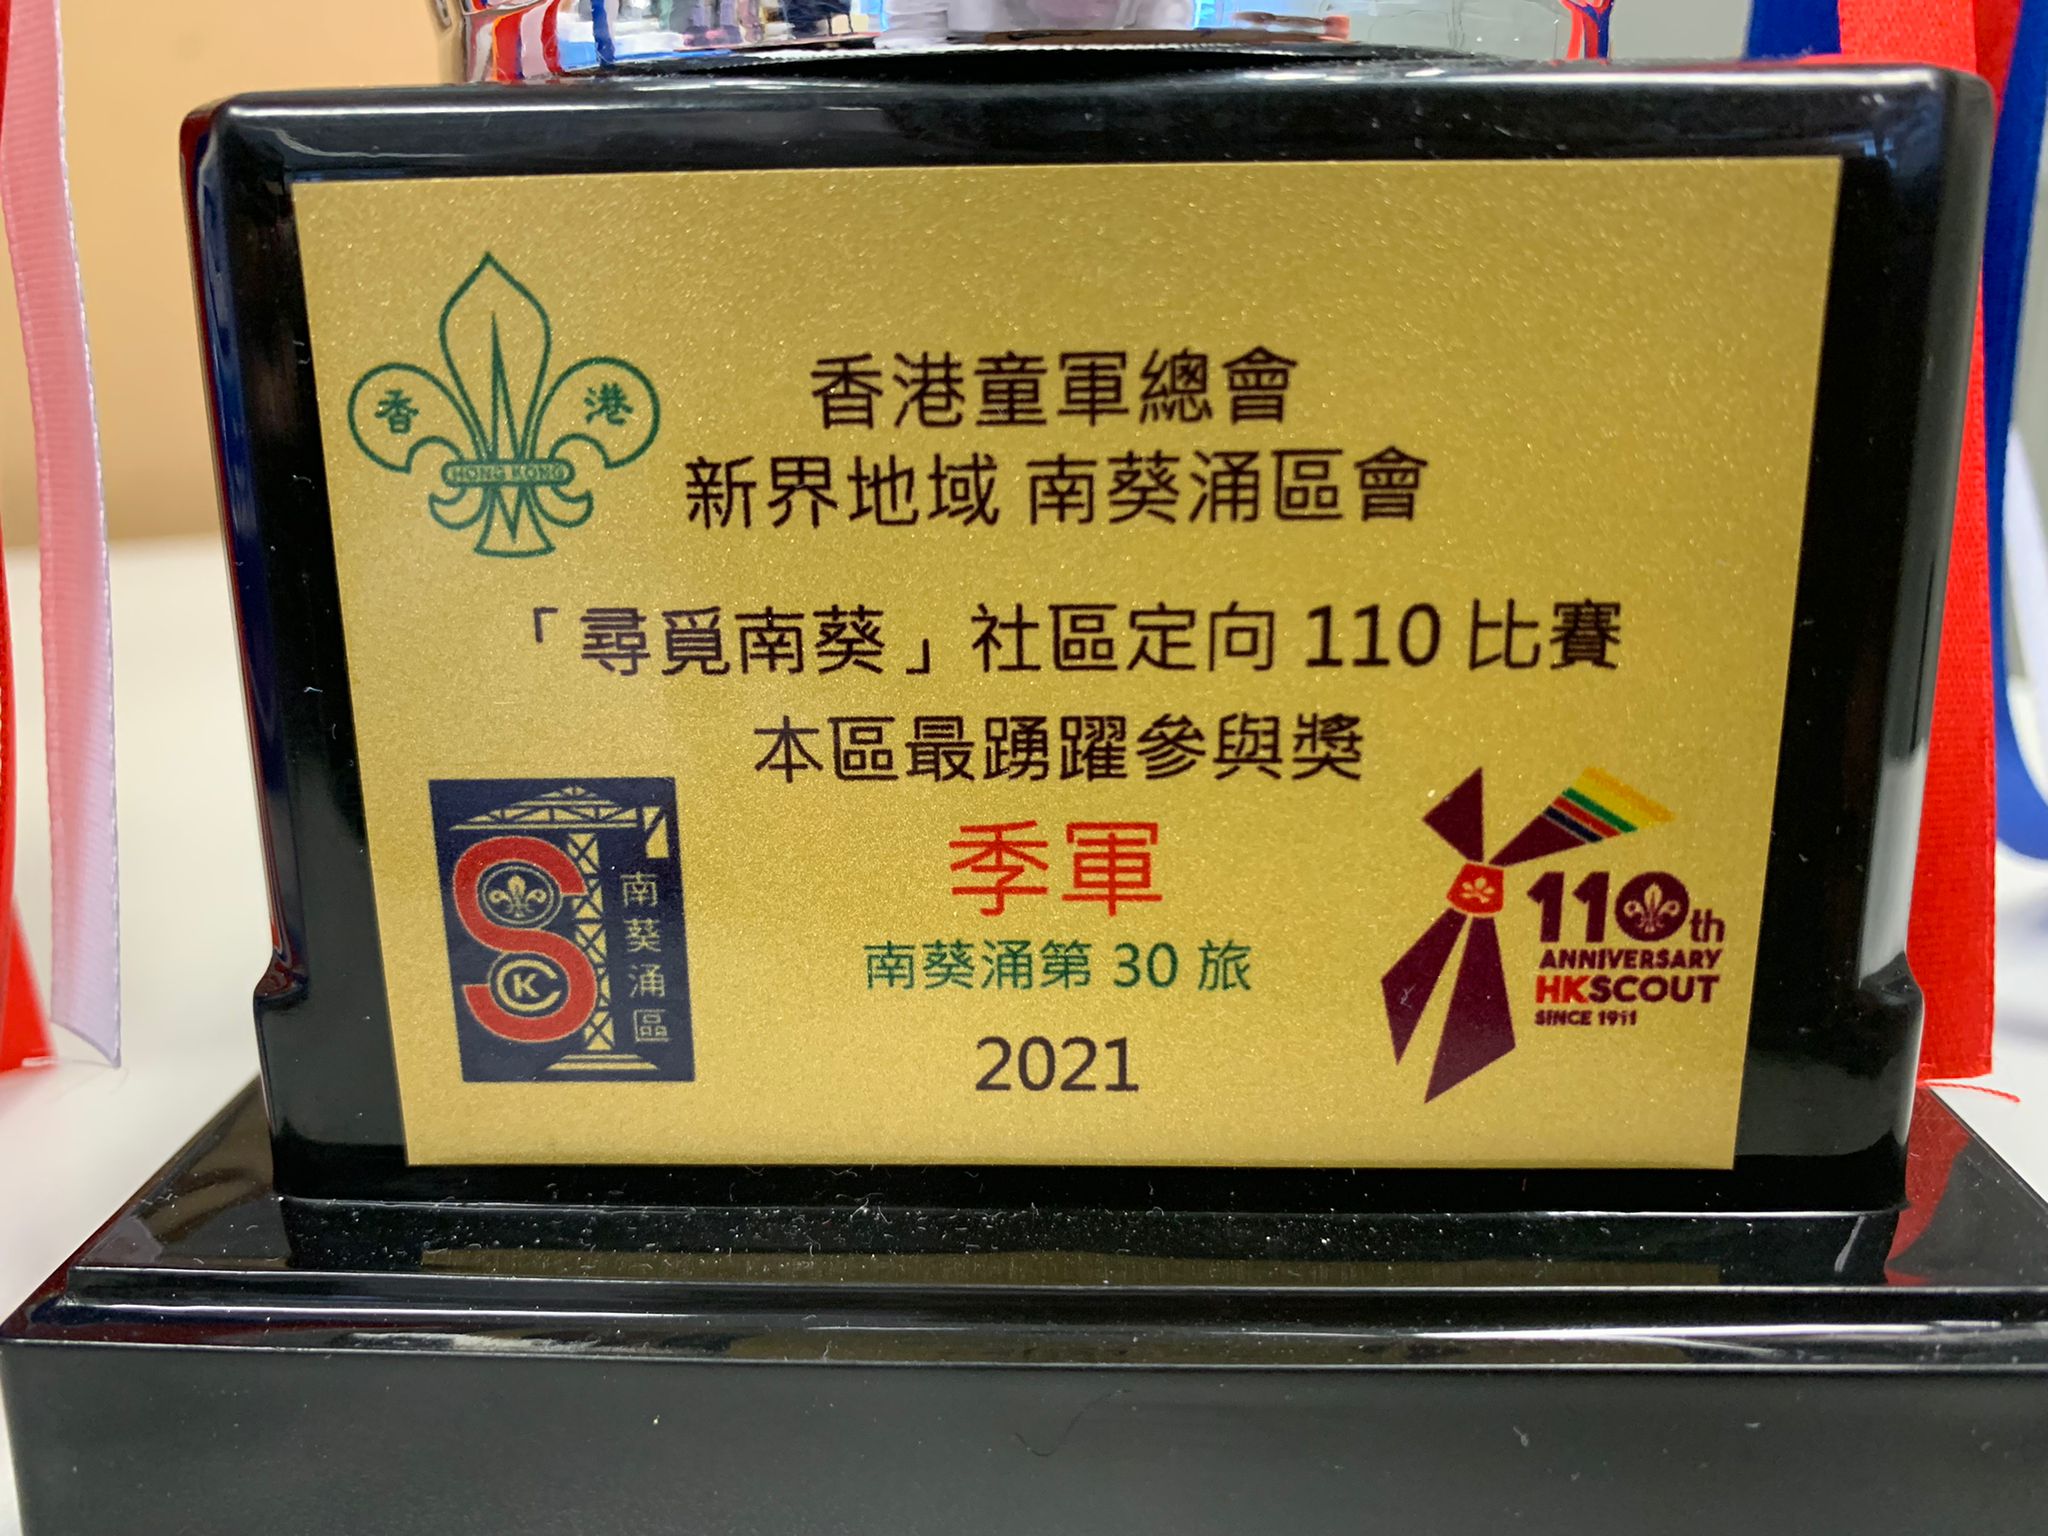 香港
HONG KONG
香港童軍總會
新界地域 南葵涌區會
「尋覓南葵」社區定向 110 比賽
本區最踴躍參與獎
季軍
南葵涌第 30 旅
2021
S
CK
南葵涌區
110th
ANNIVERSARY
HKSCOUT
SINCE 1911